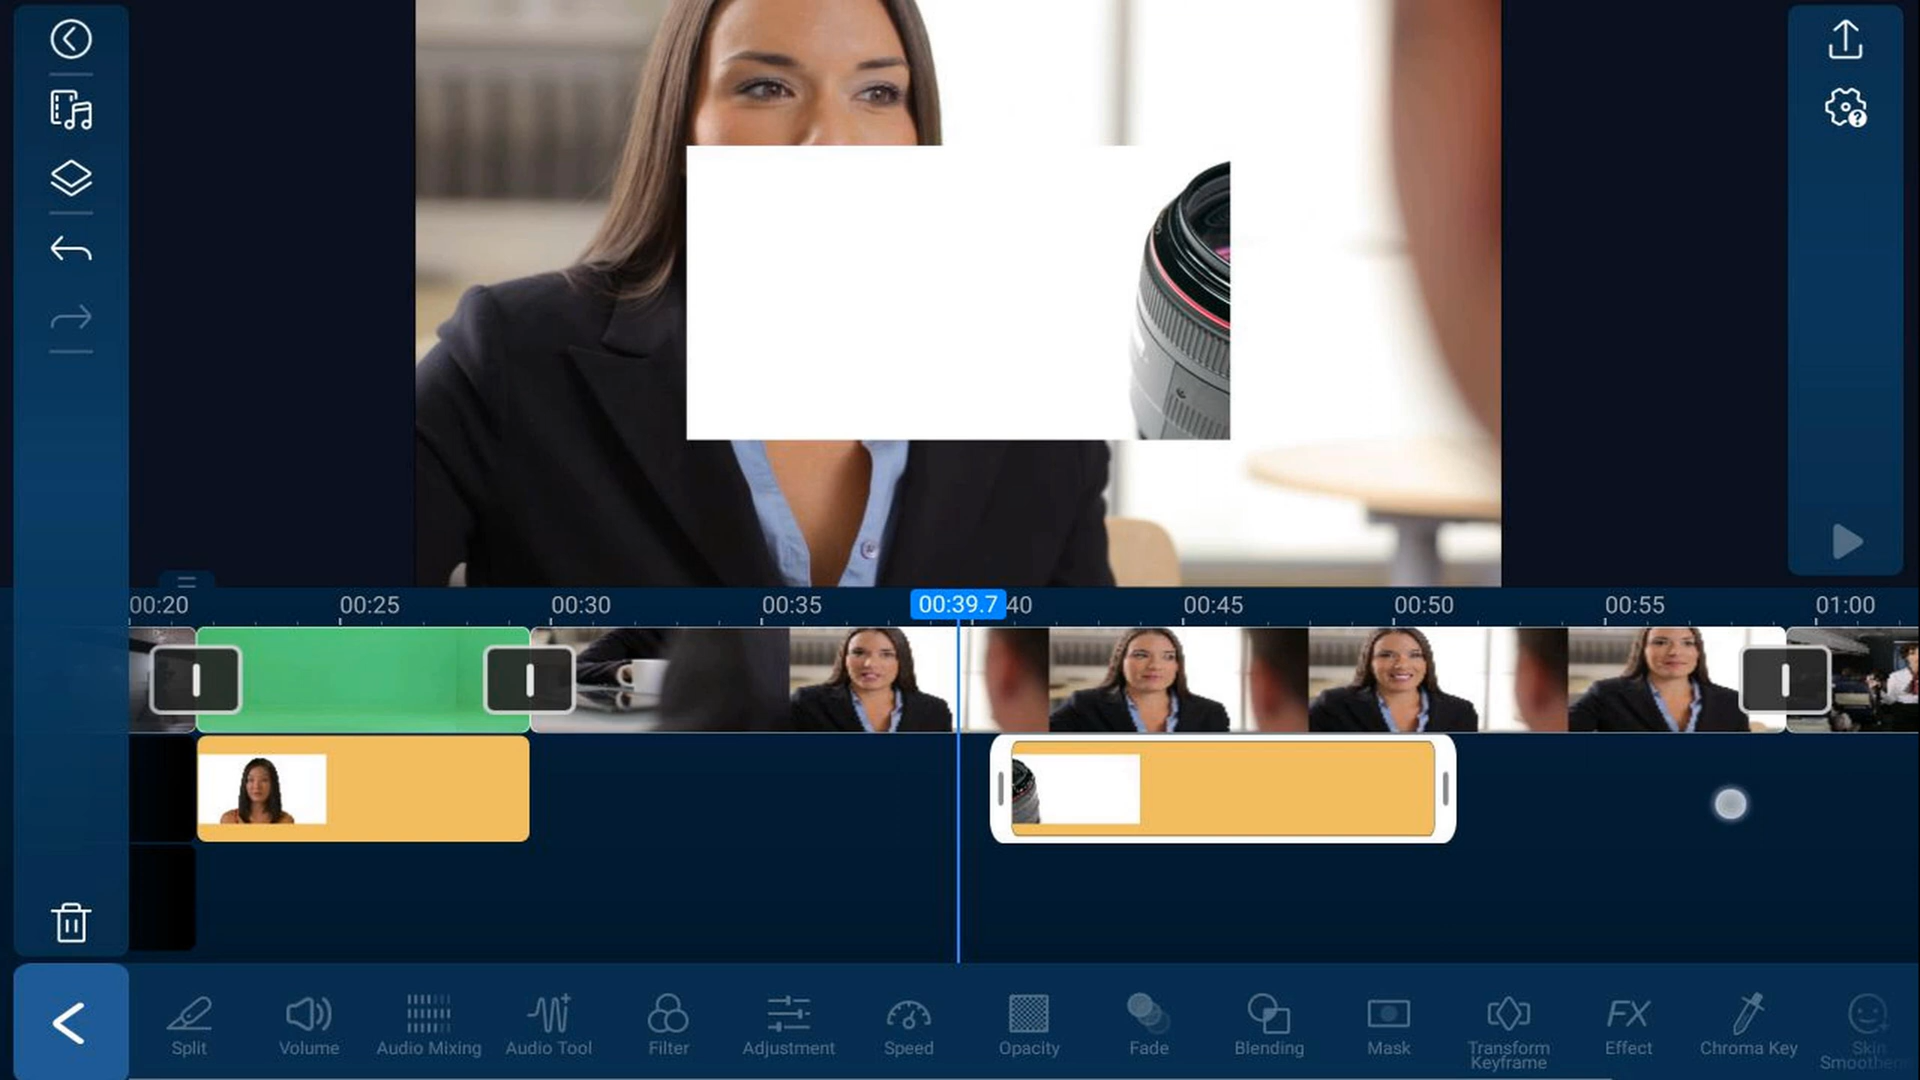 00:20
00:25
00:30
00:35
00:39.7
40
00:45
00:50
00:55
01:00
Split
Volume
Audio Mixing
Audio Tool
Filter
Adjustment
Speed
Opacity
Fade
Blending
Mask
Transform
Keyframe
FX
Effect
Chroma Key
Skin